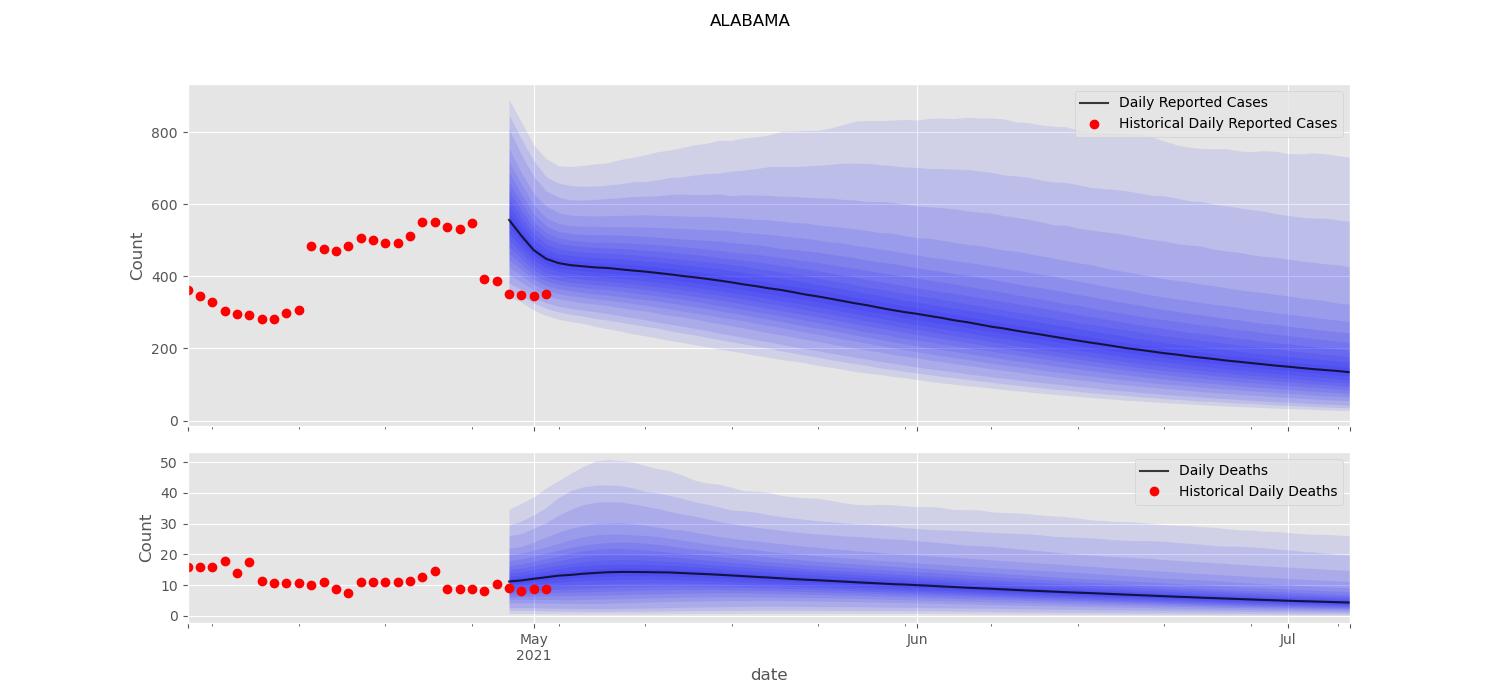 ALABAMA
Count
800
600
400
200
0
Daily Reported Cases
Historical Daily Reported Cases
Count
50
40
30
20
10
0
Daily Deaths
Historical Daily Deaths
May
2021
Jun
Jul
date